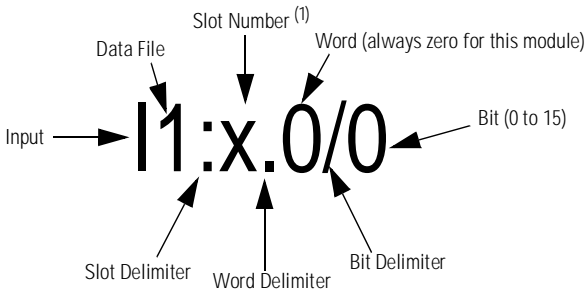 Slot Number (1)
Data File
Word (always zero for this module)
Input
I1:x.0/0
Bit (0 to 15)
Slot Delimiter
Word Delimiter
Bit Delimiter